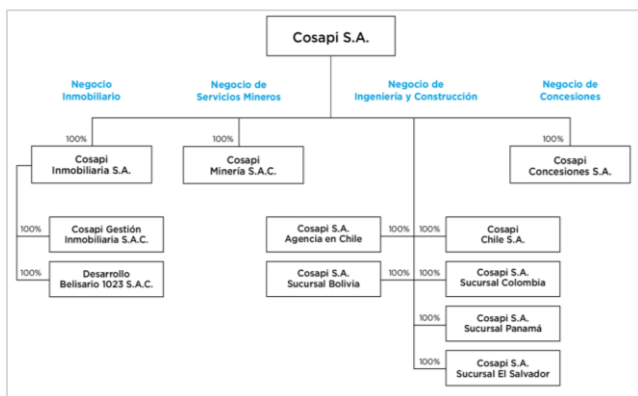 Cosapi S.A.
Negocio
Inmobiliario
Negocio de
Servicios Mineros
Negocio de
Ingeniería y Construcción
Negocio de
Concesiones
100%
Cosapi
Inmobiliaria S.A.
100%
Cosapi
Minería S.A.C.
100%
Cosapi
Concesiones S.A.
100%
Cosapi Gestión
Inmobiliaria S.A.C.
100%
Desarrollo
Belisario 1023 S.A.C.
Cosapi S.A.
Agencia en Chile
100%
100%
Cosapi
Chile S.A.
Cosapi S.A.
Sucursal Bolivia
100%
100%
Cosapi S.A.
Sucursal Colombia
100%
Cosapi S.A.
Sucursal Panamá
100%
Cosapi S.A.
Sucursal El Salvador